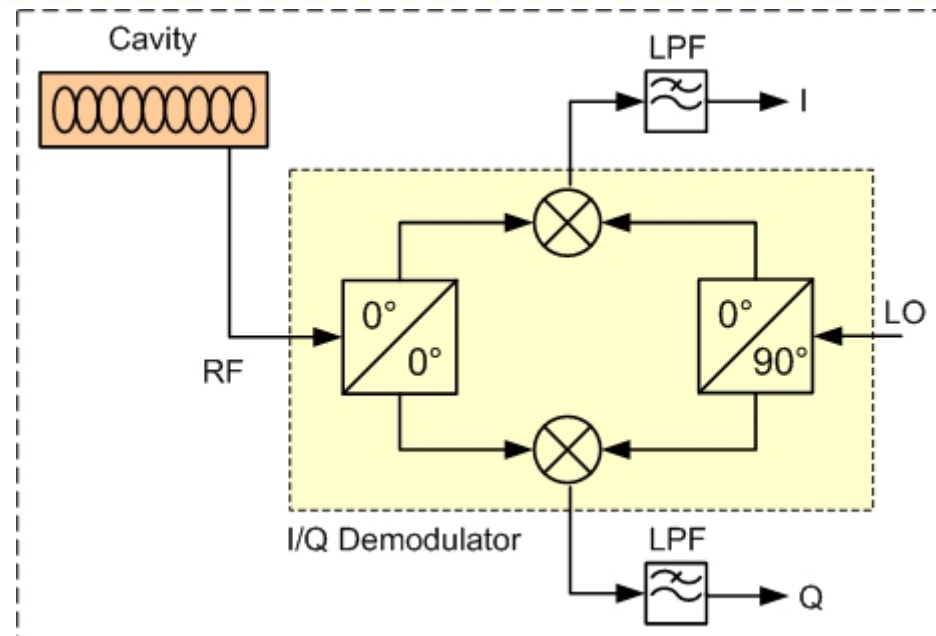 Cavity
LPF
I
0°
0°
0°
90°
LO
RF
I/Q Demodulator
LPF
Q